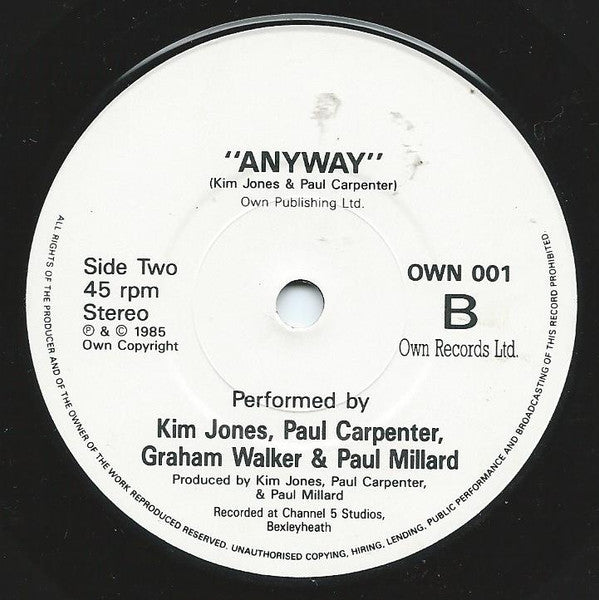 "ANYWAY"
(Kim Jones & Paul Carpenter)
Own Publishing Ltd.
Side Two
45 rpm
Stereo
℗ & © 1985
Own Copyright
OWN 001
B
Own Records Ltd.
Performed by
Kim Jones, Paul Carpenter,
Graham Walker & Paul Millard
Produced by Kim Jones, Paul Carpenter,
& Paul Millard
Recorded at Channel 5 Studios,
Bexleyheath
ALL RIGHTS OF THE PRODUCER AND OF THE OWNER OF THE WORK REPRODUCED RESERVED. UNAUTHORISED COPYING, HIRING, LENDING, PUBLIC PERFORMANCE AND BROADCASTING OF THIS RECORD PROHIBITED